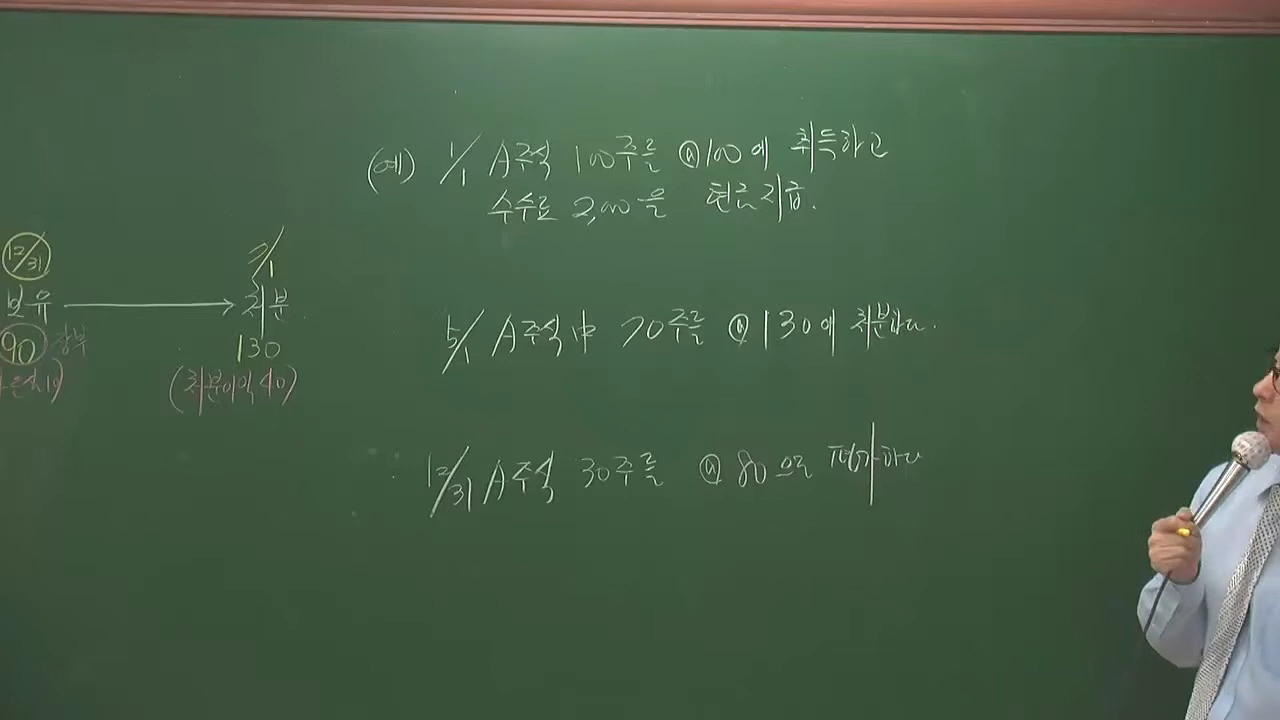 (예) 1/1 A주식 100주를 @100에 취득하고
수수료 2,000을 현금지급.
5/1 A주식中 70주를 @130에 처분하다.
12/31 A주식 30주를 @80으로 평가하다
12/31
보유 → 처분
7/1
90 장부
130
(처분이익 40)